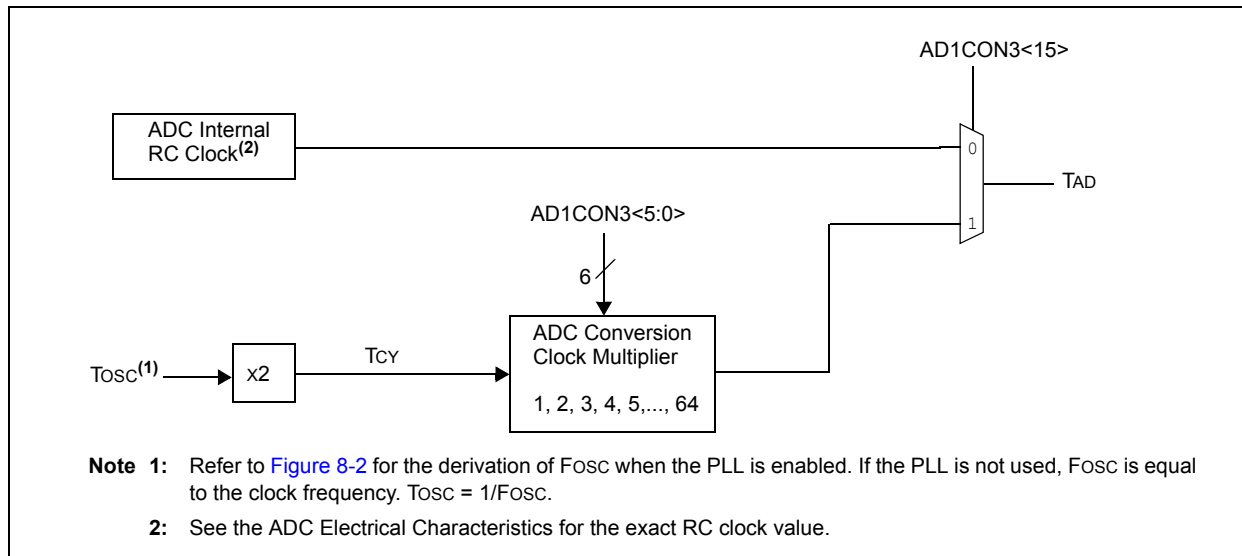 AD1CON3<15>
ADC Internal
RC Clock(2)
0
TAD
AD1CON3<5:0>
1
6
ADC Conversion
Clock Multiplier
TOSC(1)
X2
TCY
1, 2, 3, 4, 5,..., 64
Note 1: Refer to Figure 8-2 for the derivation of FOSC when the PLL is enabled. If the PLL is not used, FOSC is equal
to the clock frequency. TOSC = 1/FOSC.
2: See the ADC Electrical Characteristics for the exact RC clock value.